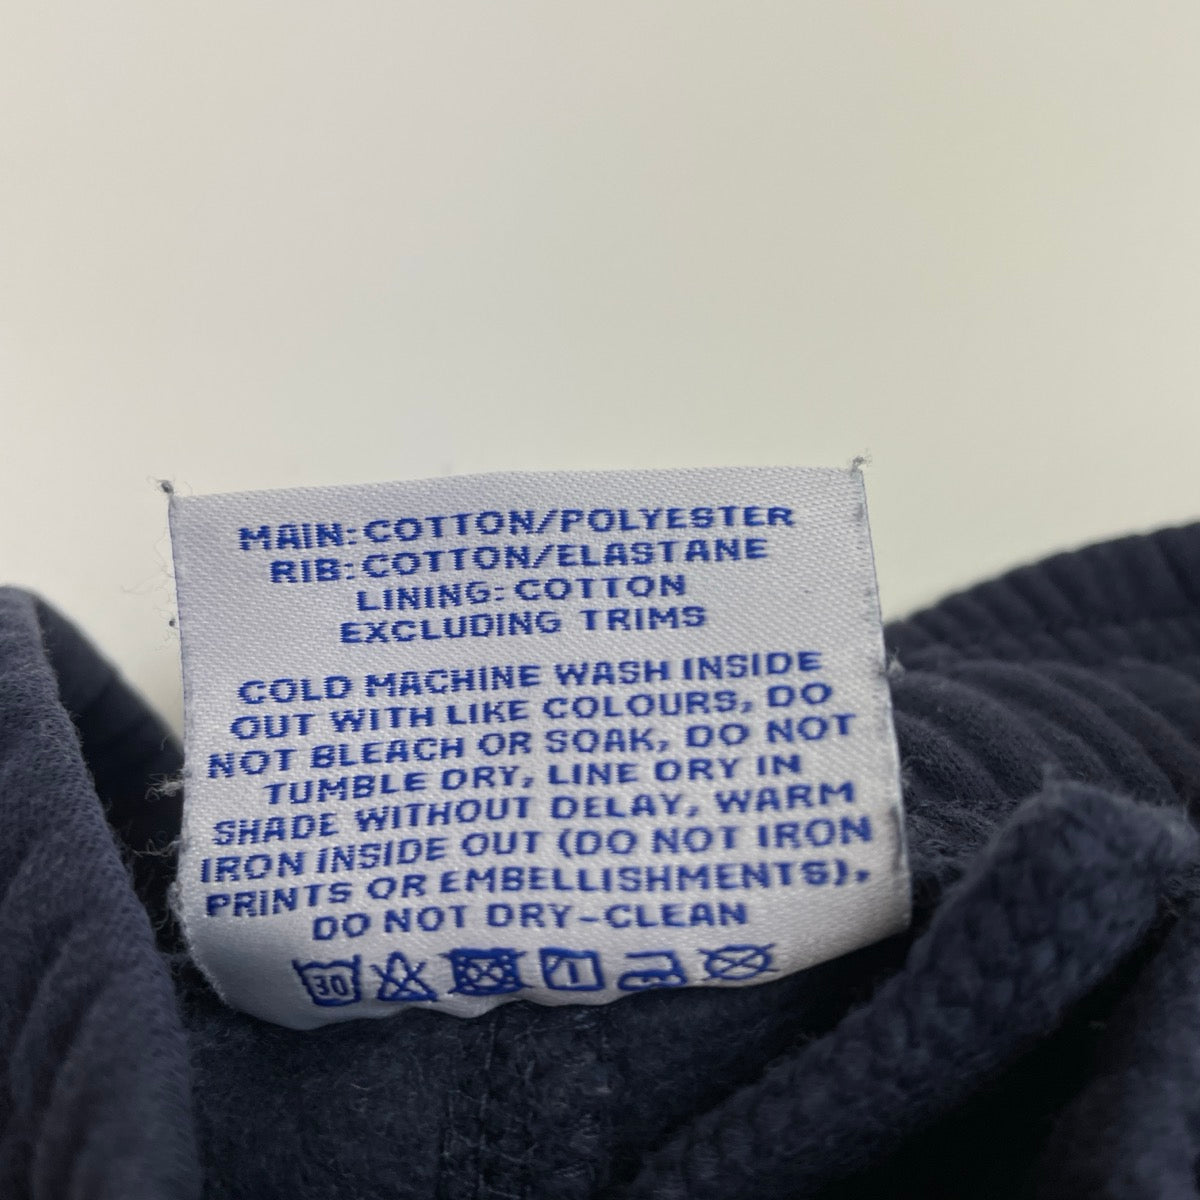 MAIN: COTTON/POLYESTER
RIB: COTTON/ELASTANE
LINING: COTTON
EXCLUDING TRIMS
COLD MACHINE WASH INSIDE
OUT WITH LIKE COLOURS, DO
NOT BLEACH OR SOAK, DO NOT
TUMBLE DRY, LINE DRY IN
SHADE WITHOUT DELAY, WARM
IRON INSIDE OUT (DO NOT IRON
PRINTS OR EMBELLISHMENTS),
DO NOT DRY-CLEAN
30